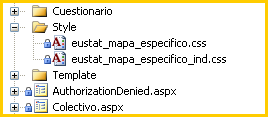 Cuestionario
Style
eustat_mapa_especifico.css
eustat_mapa_especifico_ind.css
Template
AuthorizationDenied.aspx
Colectivo.aspx